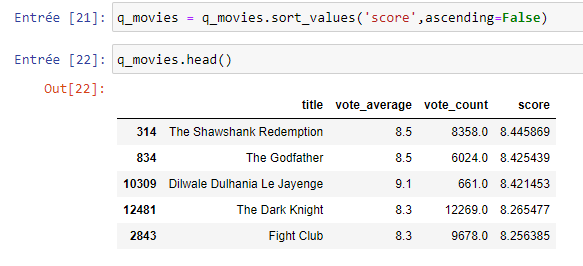 Entrée [21]: q_movies = q_movies.sort_values('score',ascending=False)
Entrée [22]: q_movies.head()
Out[22]:
title vote_average vote_count score
314 The Shawshank Redemption 8.5 8358.0 8.445869
834 The Godfather 8.5 6024.0 8.425439
10309 Dilwale Dulhania Le Jayenge 9.1 661.0 8.421453
12481 The Dark Knight 8.3 12269.0 8.265477
2843 Fight Club 8.3 9678.0 8.256385